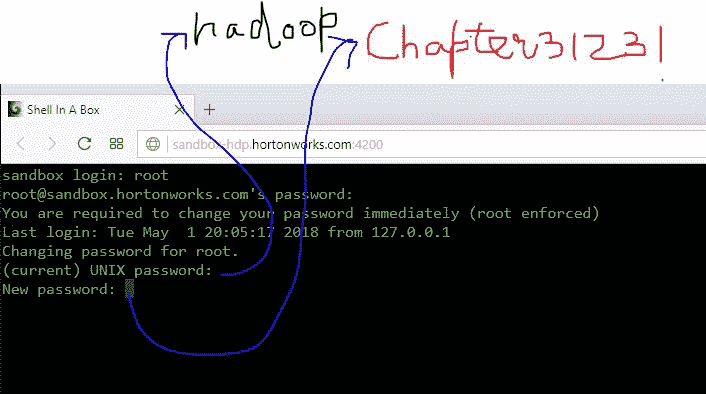 hadoop Chapter31231
Shell In A Box
sandbox-hdp.hortonworks.com:4200
sandbox login: root
root@sandbox.hortonworks.com's password:
You are required to change your password immediately (root enforced)
Last login: Tue May  1 20:05:17 2018 from 127.0.0.1
Changing password for root.
(current) UNIX password:
New password: